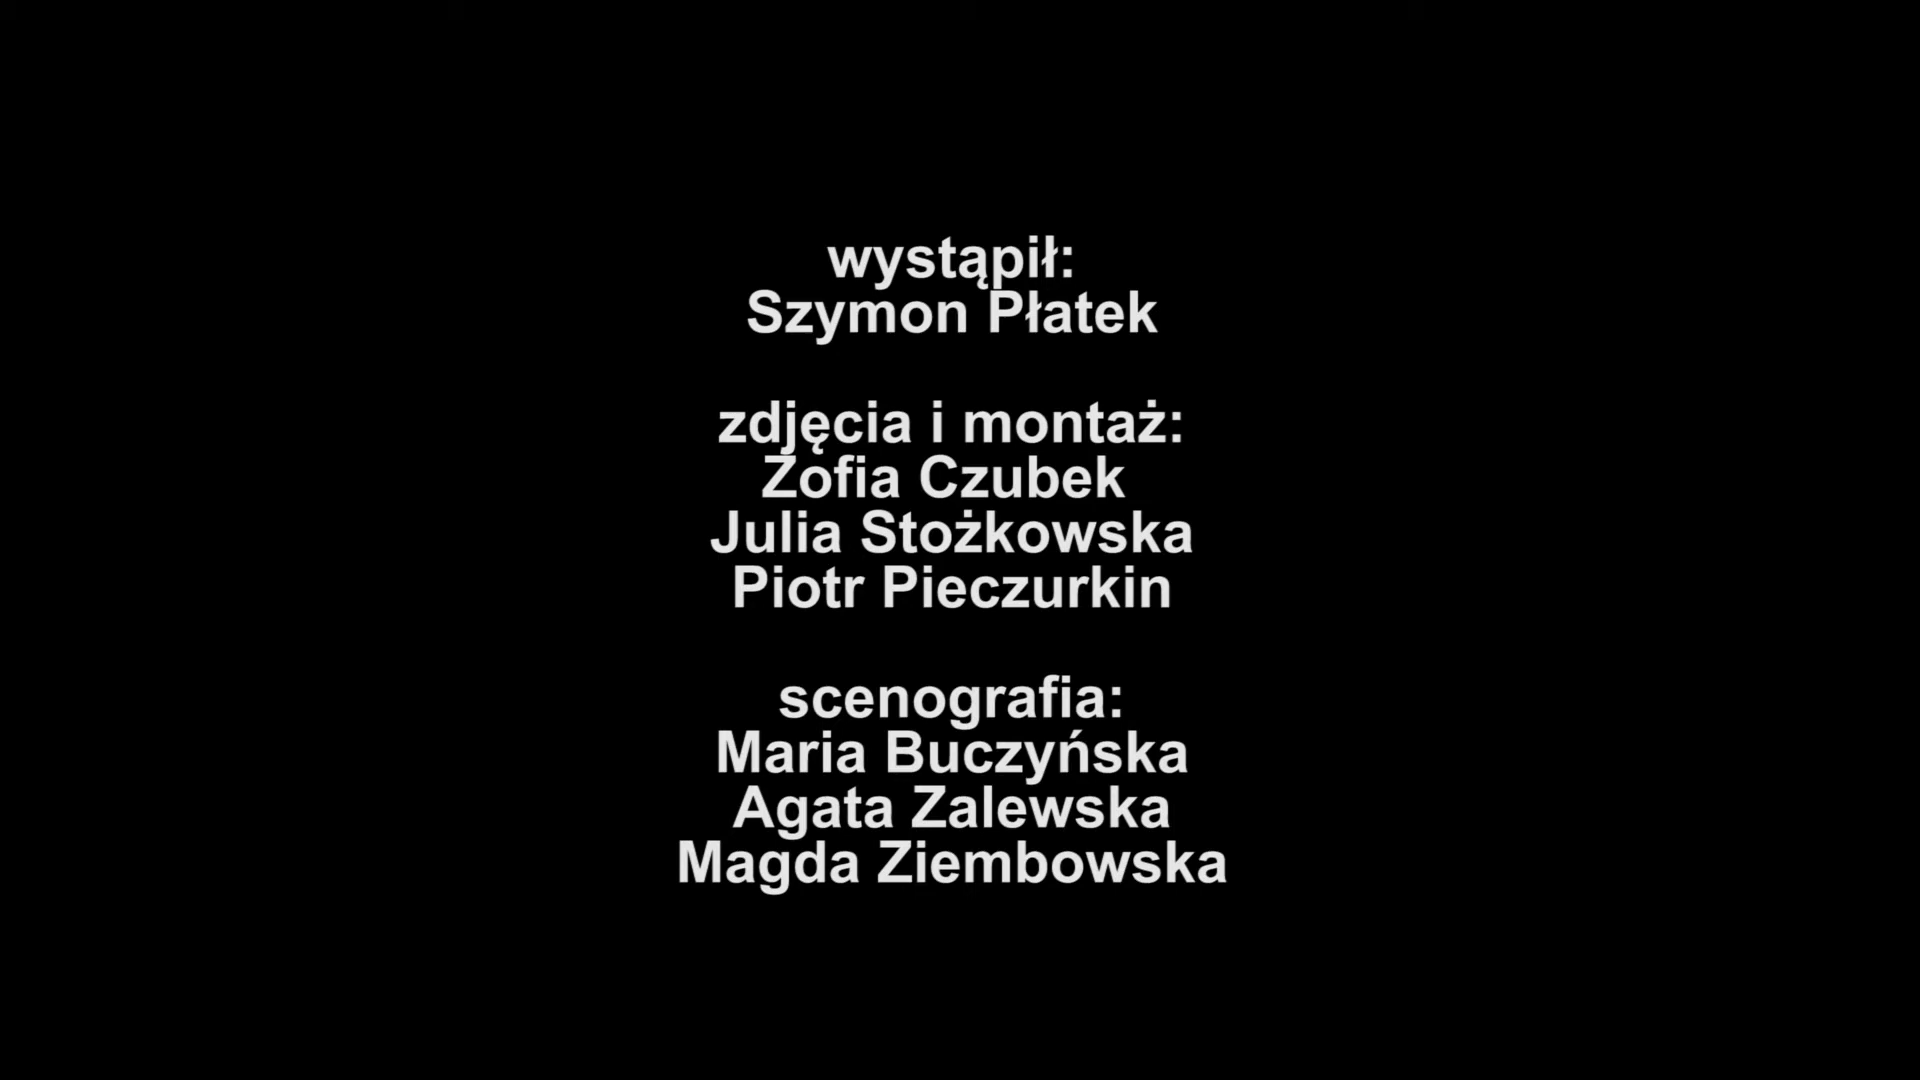 wystąpił:
Szymon Płatek
zdjęcia i montaż:
Zofia Czubek
Julia Stożkowska
Piotr Pieczurkin
scenografia:
Maria Buczyńska
Agata Zalewska
Magda Ziembowska